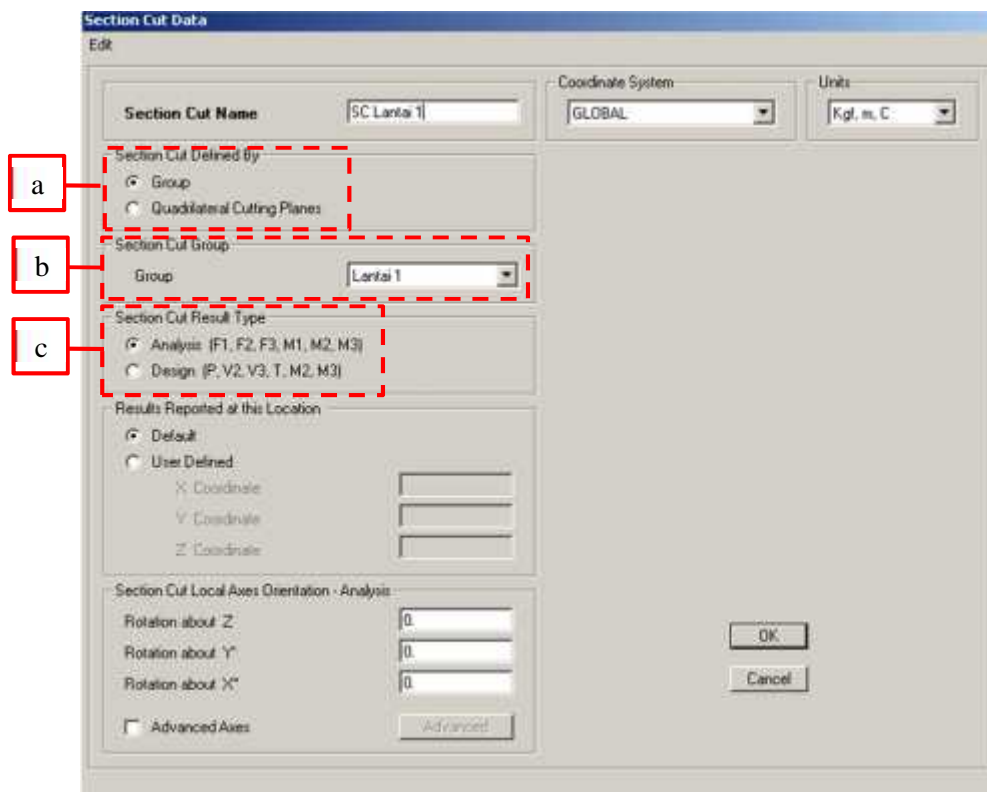 Section Cut Data
Edit
Section Cut Name
SC Lantai 1
Coordinate System
GLOBAL
Units
Kgf, m, C
a
Section Cut Defined By
Group
Quadrilateral Cutting Planes
b
Section Cut Group
Group
Lantai 1
c
Section Cut Result Type
Analysis (F1, F2, F3, M1, M2, M3)
Design (P, V2, V3, T, M2, M3)
Results Reported at this Location
Default
User Defined
X Coordinate
Y Coordinate
Z Coordinate
Section Cut Local Axes Orientation - Analysis
Rotation about Z
0.
Rotation about Y'
0.
Rotation about X"
0.
Advanced Axes
Advanced
OK
Cancel